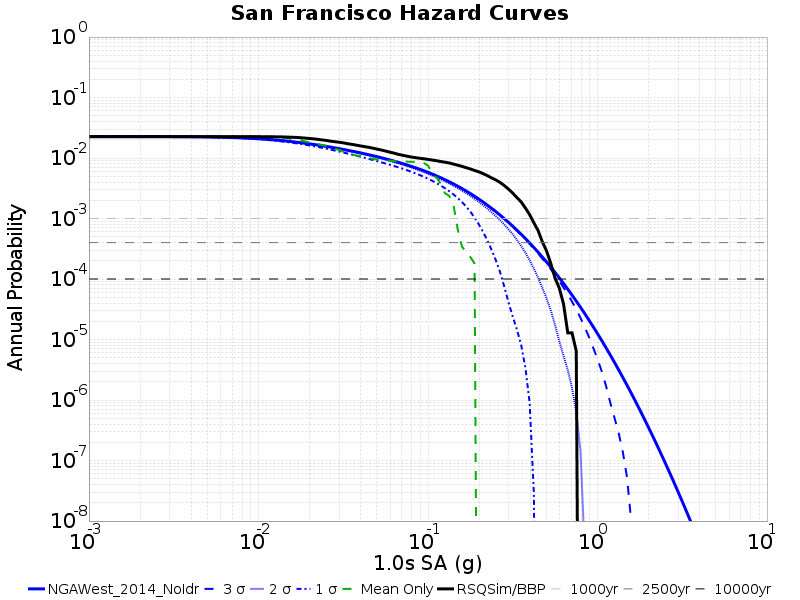 San Francisco Hazard Curves
Annual Probability
10^0
10^-1
10^-2
10^-3
10^-4
10^-5
10^-6
10^-7
10^-8
10^-3 10^-2 10^-1 10^0 10^1
1.0s SA (g)
NGAWest_2014_NoIdr 3 σ 2 σ 1 σ Mean Only RSQSim/BBP 1000yr 2500yr 10000yr